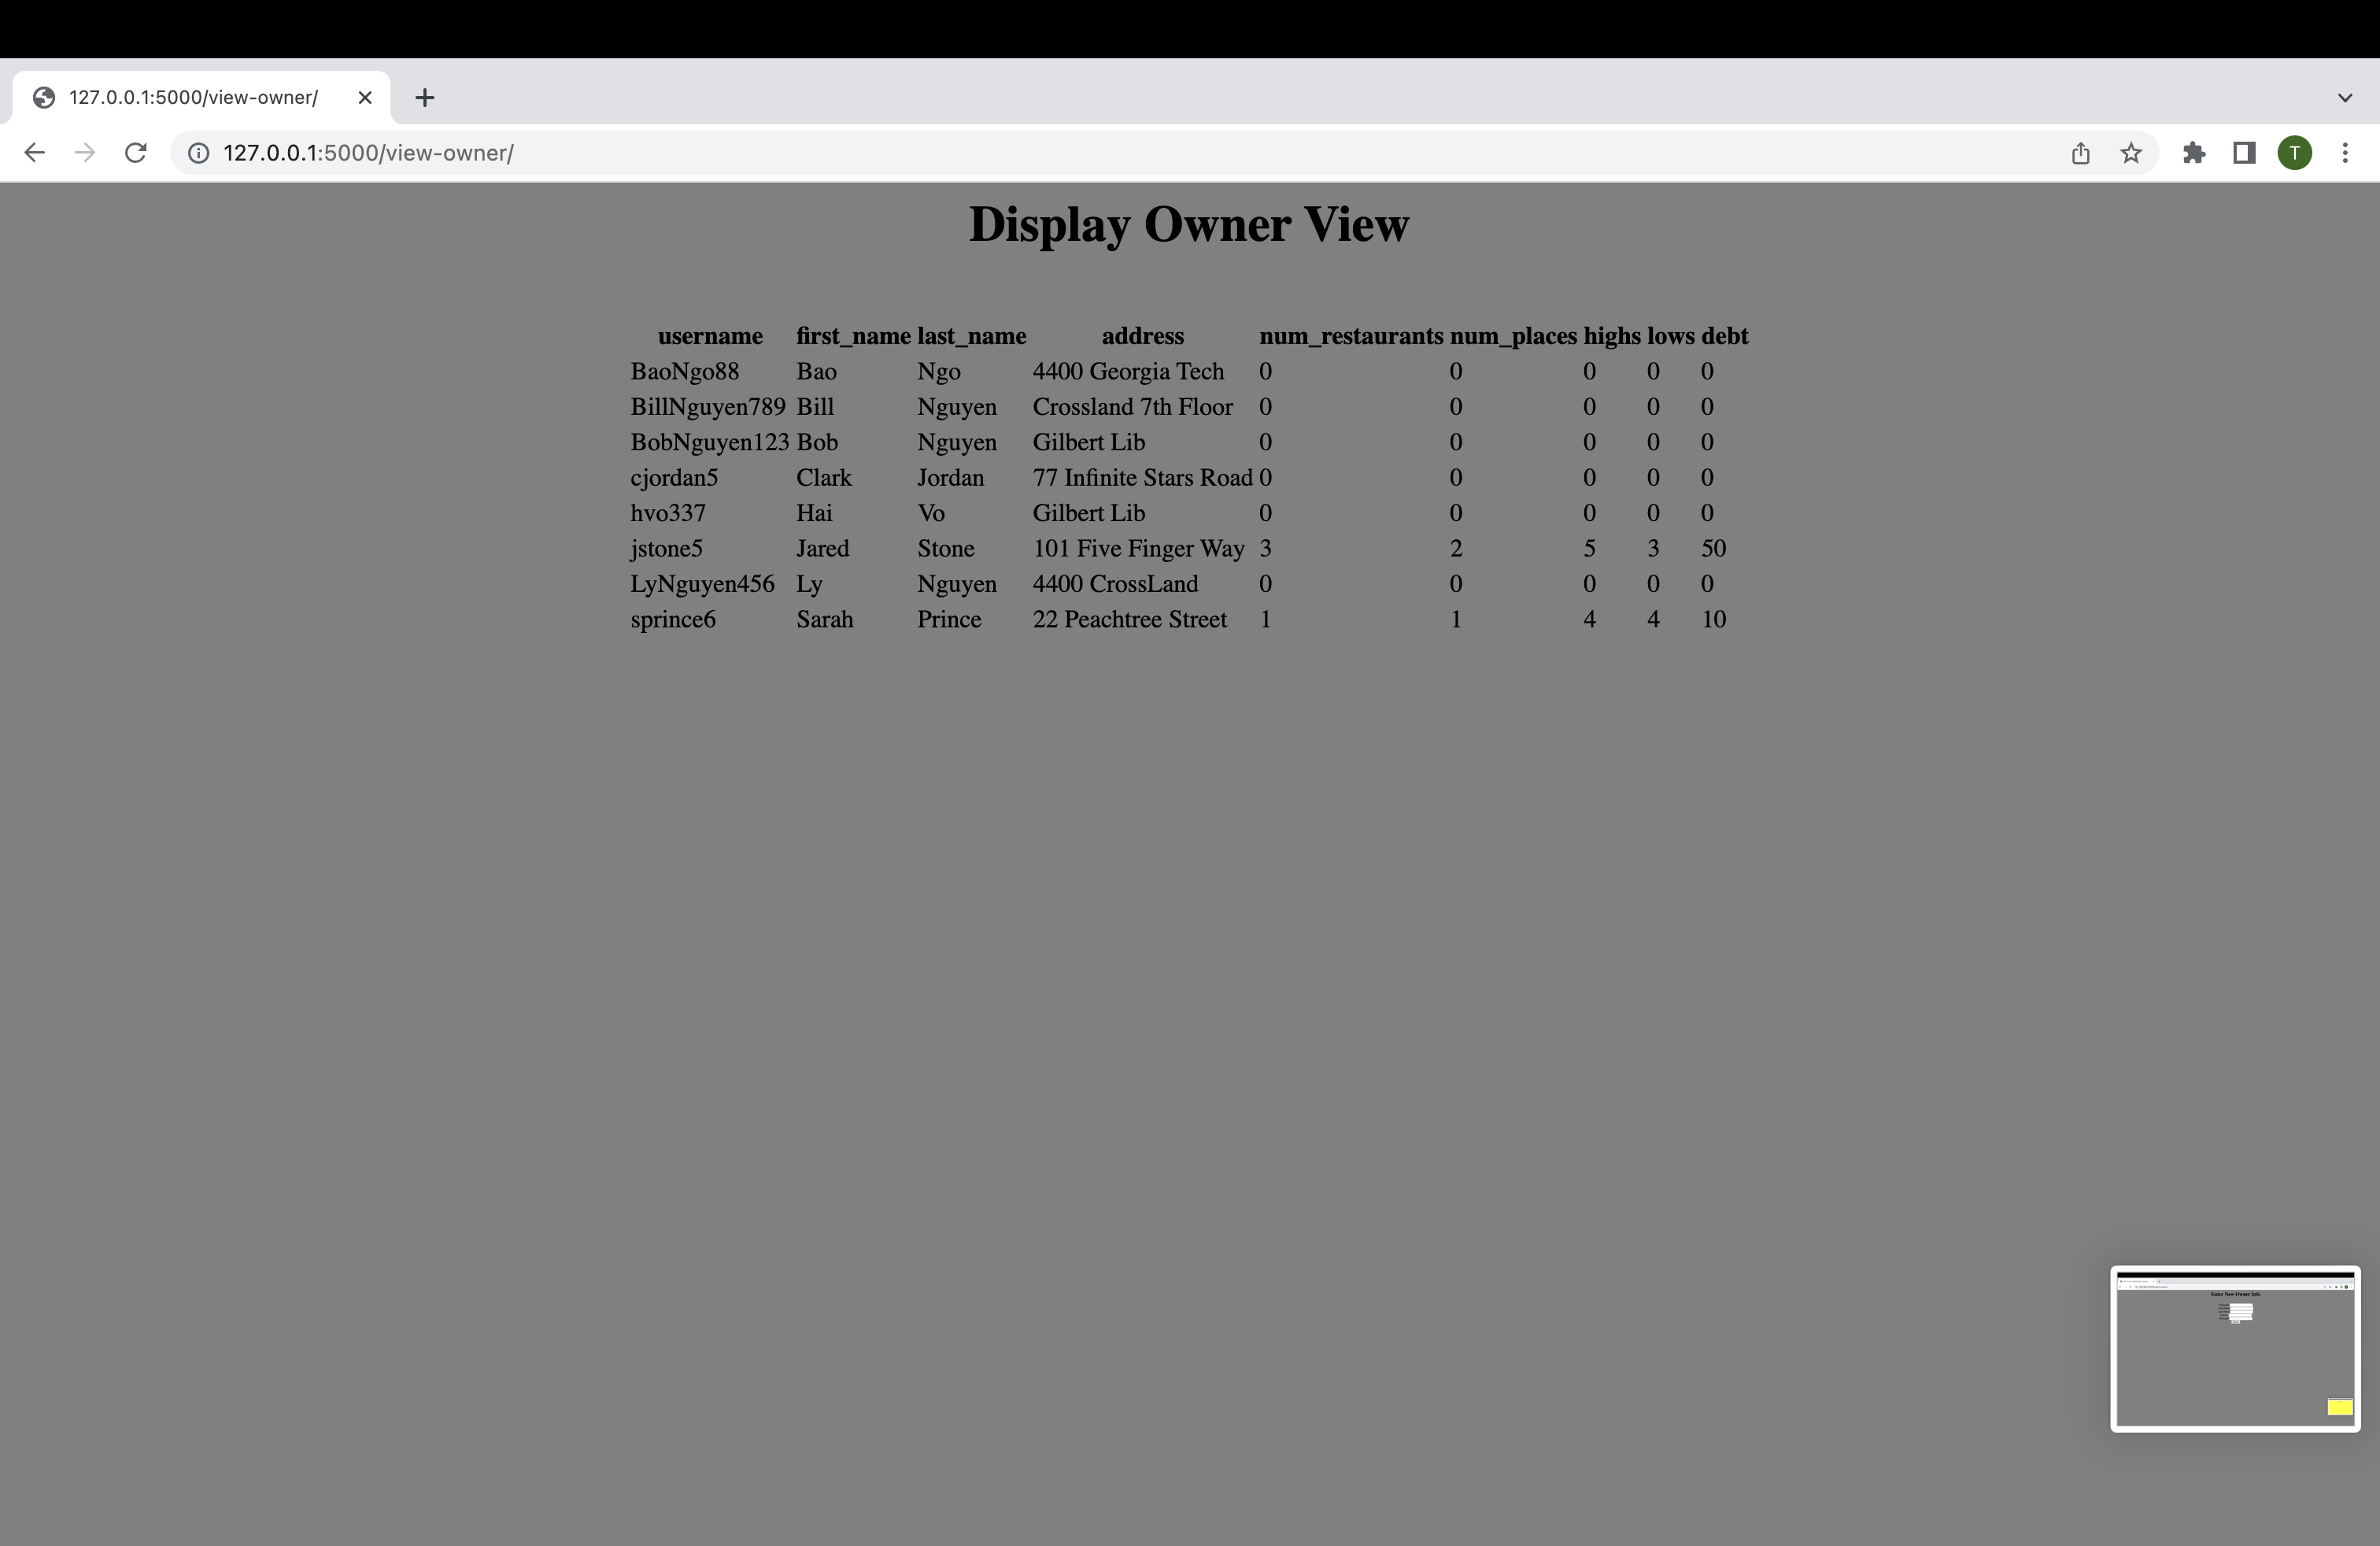 127.0.0.1:5000/view-owner/
127.0.0.1:5000/view-owner/
T
Display Owner View
username first_name last_name address num_restaurants num_places highs lows debt
BaoNgo88 Bao Ngo 4400 Georgia Tech 0 0 0 0 0
BillNguyen789 Bill Nguyen Crossland 7th Floor 0 0 0 0 0
BobNguyen123 Bob Nguyen Gilbert Lib 0 0 0 0 0
cjordan5 Clark Jordan 77 Infinite Stars Road 0 0 0 0 0
hvo337 Hai Vo Gilbert Lib 0 0 0 0 0
jstone5 Jared Stone 101 Five Finger Way 3 2 5 3 50
LyNguyen456 Ly Nguyen 4400 CrossLand 0 0 0 0 0
sprince6 Sarah Prince 22 Peachtree Street 1 1 4 4 10
Enter New Owner Info